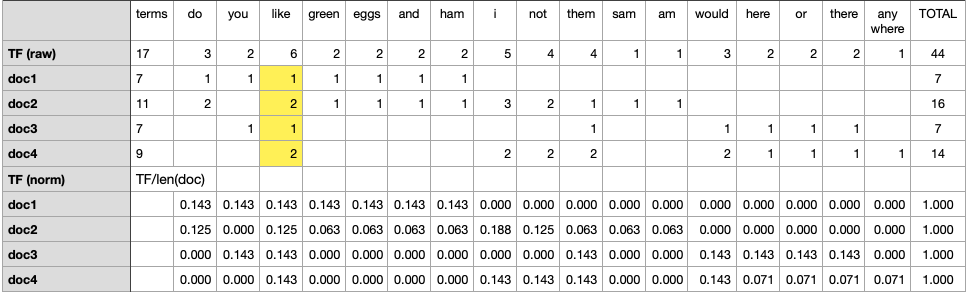 terms do you like green eggs and ham i not them sam am would here or there any where TOTAL
TF (raw) 17 3 2 6 2 2 2 2 5 4 4 1 1 3 2 2 2 1 44
doc1 7 1 1 1 1 1 1 1 7
doc2 11 2 2 1 1 1 1 3 2 1 1 1 16
doc3 7 1 1 1 1 1 1 1 7
doc4 9 2 2 2 2 2 1 1 1 1 14
TF (norm) TF/len(doc)
doc1 0.143 0.143 0.143 0.143 0.143 0.143 0.143 0.000 0.000 0.000 0.000 0.000 0.000 0.000 0.000 0.000 0.000 1.000
doc2 0.125 0.000 0.125 0.063 0.063 0.063 0.063 0.188 0.125 0.063 0.063 0.063 0.000 0.000 0.000 0.000 0.000 1.000
doc3 0.000 0.143 0.143 0.000 0.000 0.000 0.000 0.000 0.000 0.143 0.000 0.000 0.143 0.143 0.143 0.143 0.000 1.000
doc4 0.000 0.000 0.143 0.000 0.000 0.000 0.000 0.143 0.143 0.143 0.000 0.000 0.143 0.071 0.071 0.071 0.071 1.000